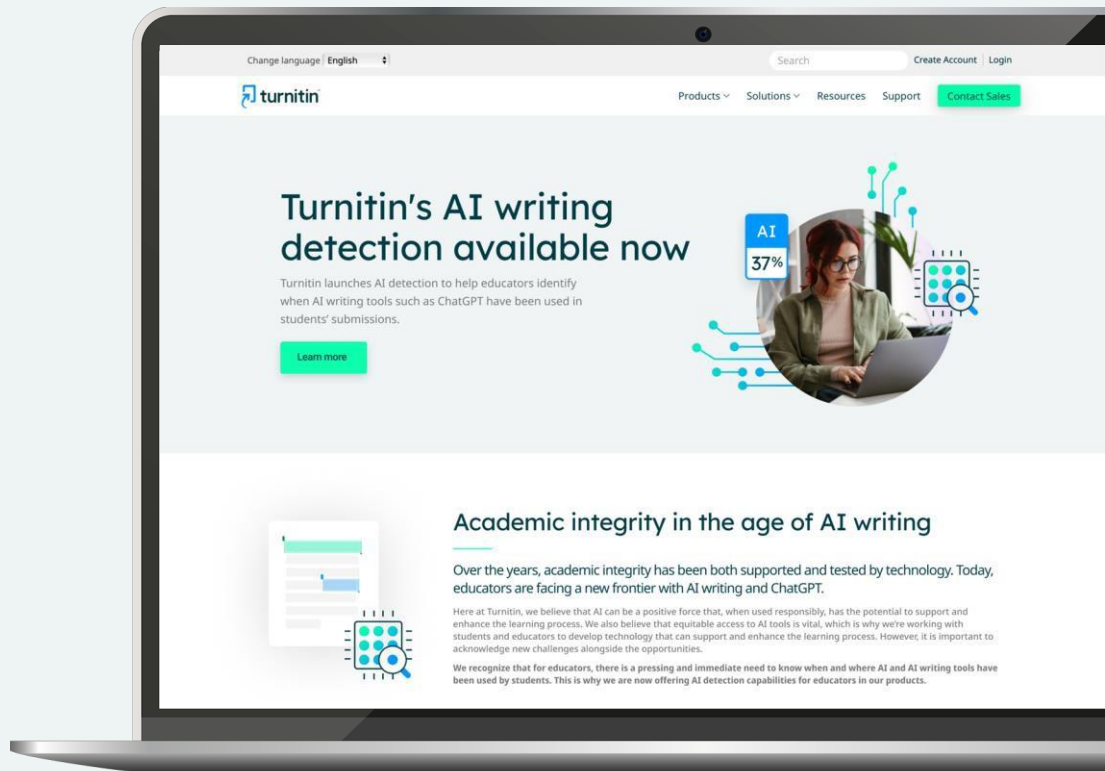 Change language English
Search
Create Account Login
turnitin
Products Solutions Resources Support Contact Sales
Turnitin's AI writing
detection available now
Turnitin launches AI detection to help educators identify
when AI writing tools such as ChatGPT have been used in
students' submissions.
Learn more
AI
37%
Academic integrity in the age of AI writing
Over the years, academic integrity has been both supported and tested by technology. Today,
educators are facing a new frontier with AI writing and ChatGPT.
Here at Turnitin, we believe that AI can be a positive force that, when used responsibly, has the potential to support and
enhance the learning process. We also believe that equitable access to AI tools is vital, which is why we're working with
students and educators to develop technology that can support and enhance the learning process. However, it is important to
acknowledge new challenges alongside the opportunities.
We recognize that for educators, there is a pressing and immediate need to know when and where AI and AI writing tools have
been used by students. This is why we are now offering AI detection capabilities for educators in our products.